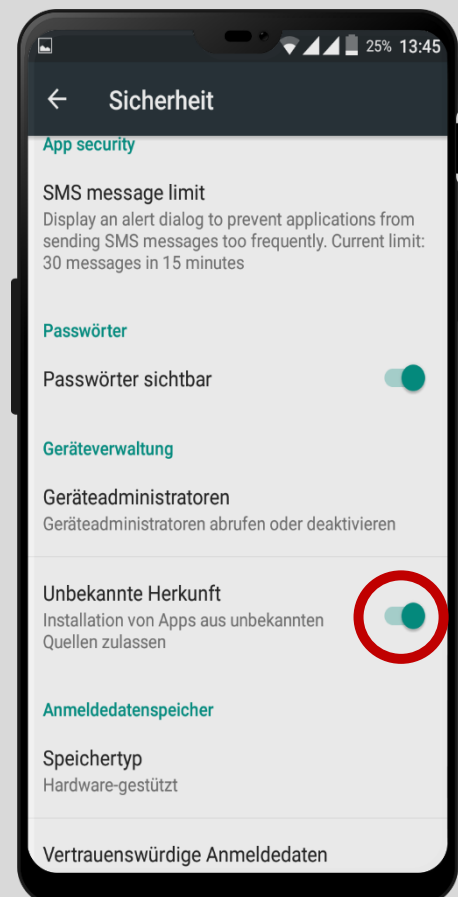 25% 13:45
Sicherheit
App security
SMS message limit
Display an alert dialog to prevent applications from
sending SMS messages too frequently. Current limit:
30 messages in 15 minutes
Passwörter
Passwörter sichtbar
Geräteverwaltung
Geräteadministratoren
Geräteadministratoren abrufen oder deaktivieren
Unbekannte Herkunft
Installation von Apps aus unbekannten
Quellen zulassen
Anmeldedatenspeicher
Speichertyp
Hardware-gestützt
Vertrauenswürdige Anmeldedaten